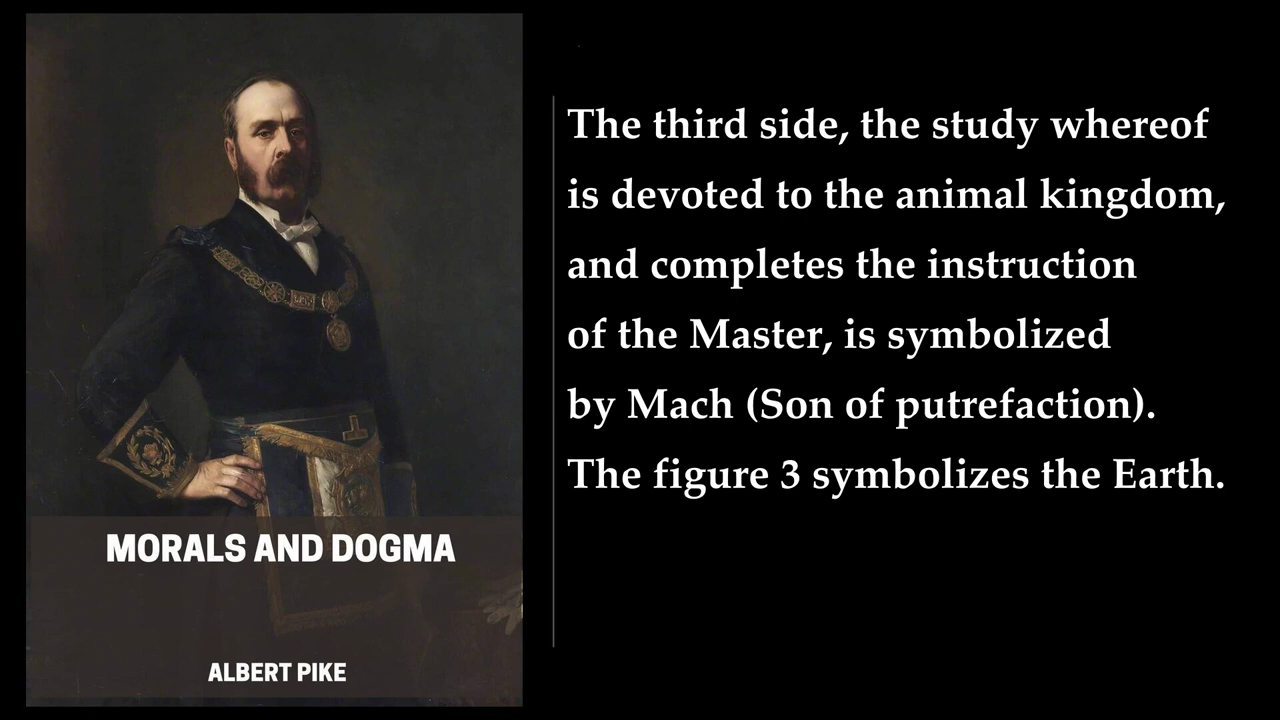 MORALS AND DOGMA
ALBERT PIKE
The third side, the study whereof
is devoted to the animal kingdom,
and completes the instruction
of the Master, is symbolized
by Mach (Son of putrefaction).
The figure 3 symbolizes the Earth.